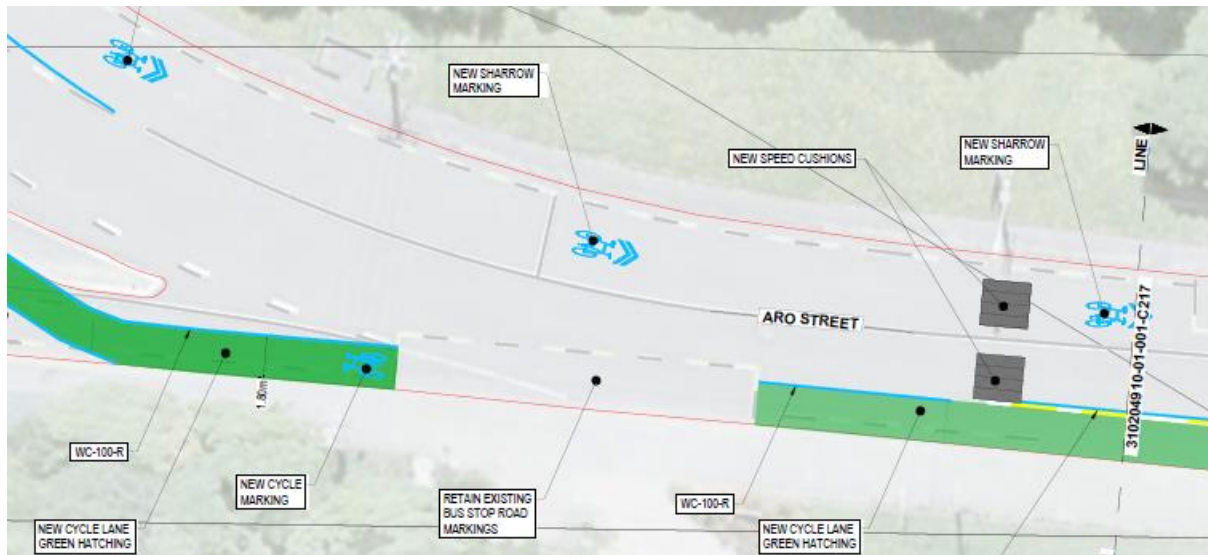 NEW SHARROW
MARKING
NEW SPEED CUSHIONS
NEW SHARROW
MARKING
LINE
310204910-01-001-C217
ARO STREET
1.80m
WC-100-R
NEW CYCLE
MARKING
NEW CYCLE LANE
GREEN HATCHING
RETAIN EXISTING
BUS STOP ROAD
MARKINGS
WC-100-R
NEW CYCLE LANE
GREEN HATCHING